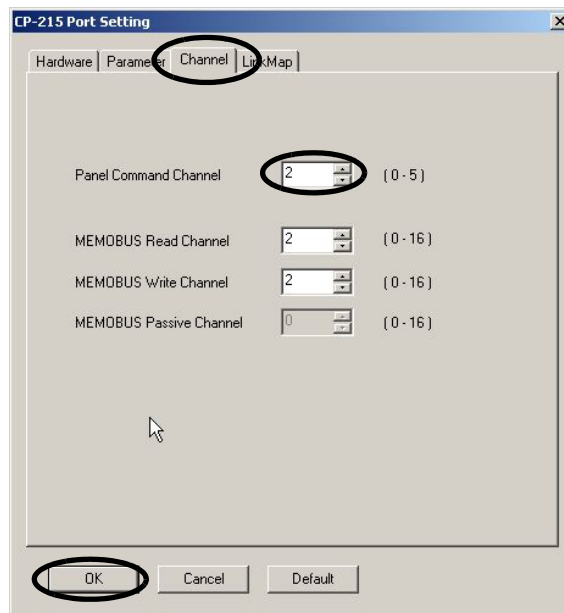 CP-215 Port Setting
Hardware Parameter Channel LinkMap
Panel Command Channel 2 ( 0 - 5 )
MEMOBUS Read Channel 2 ( 0 - 16 )
MEMOBUS Write Channel 2 ( 0 - 16 )
MEMOBUS Passive Channel 0 ( 0 - 16 )
OK Cancel Default